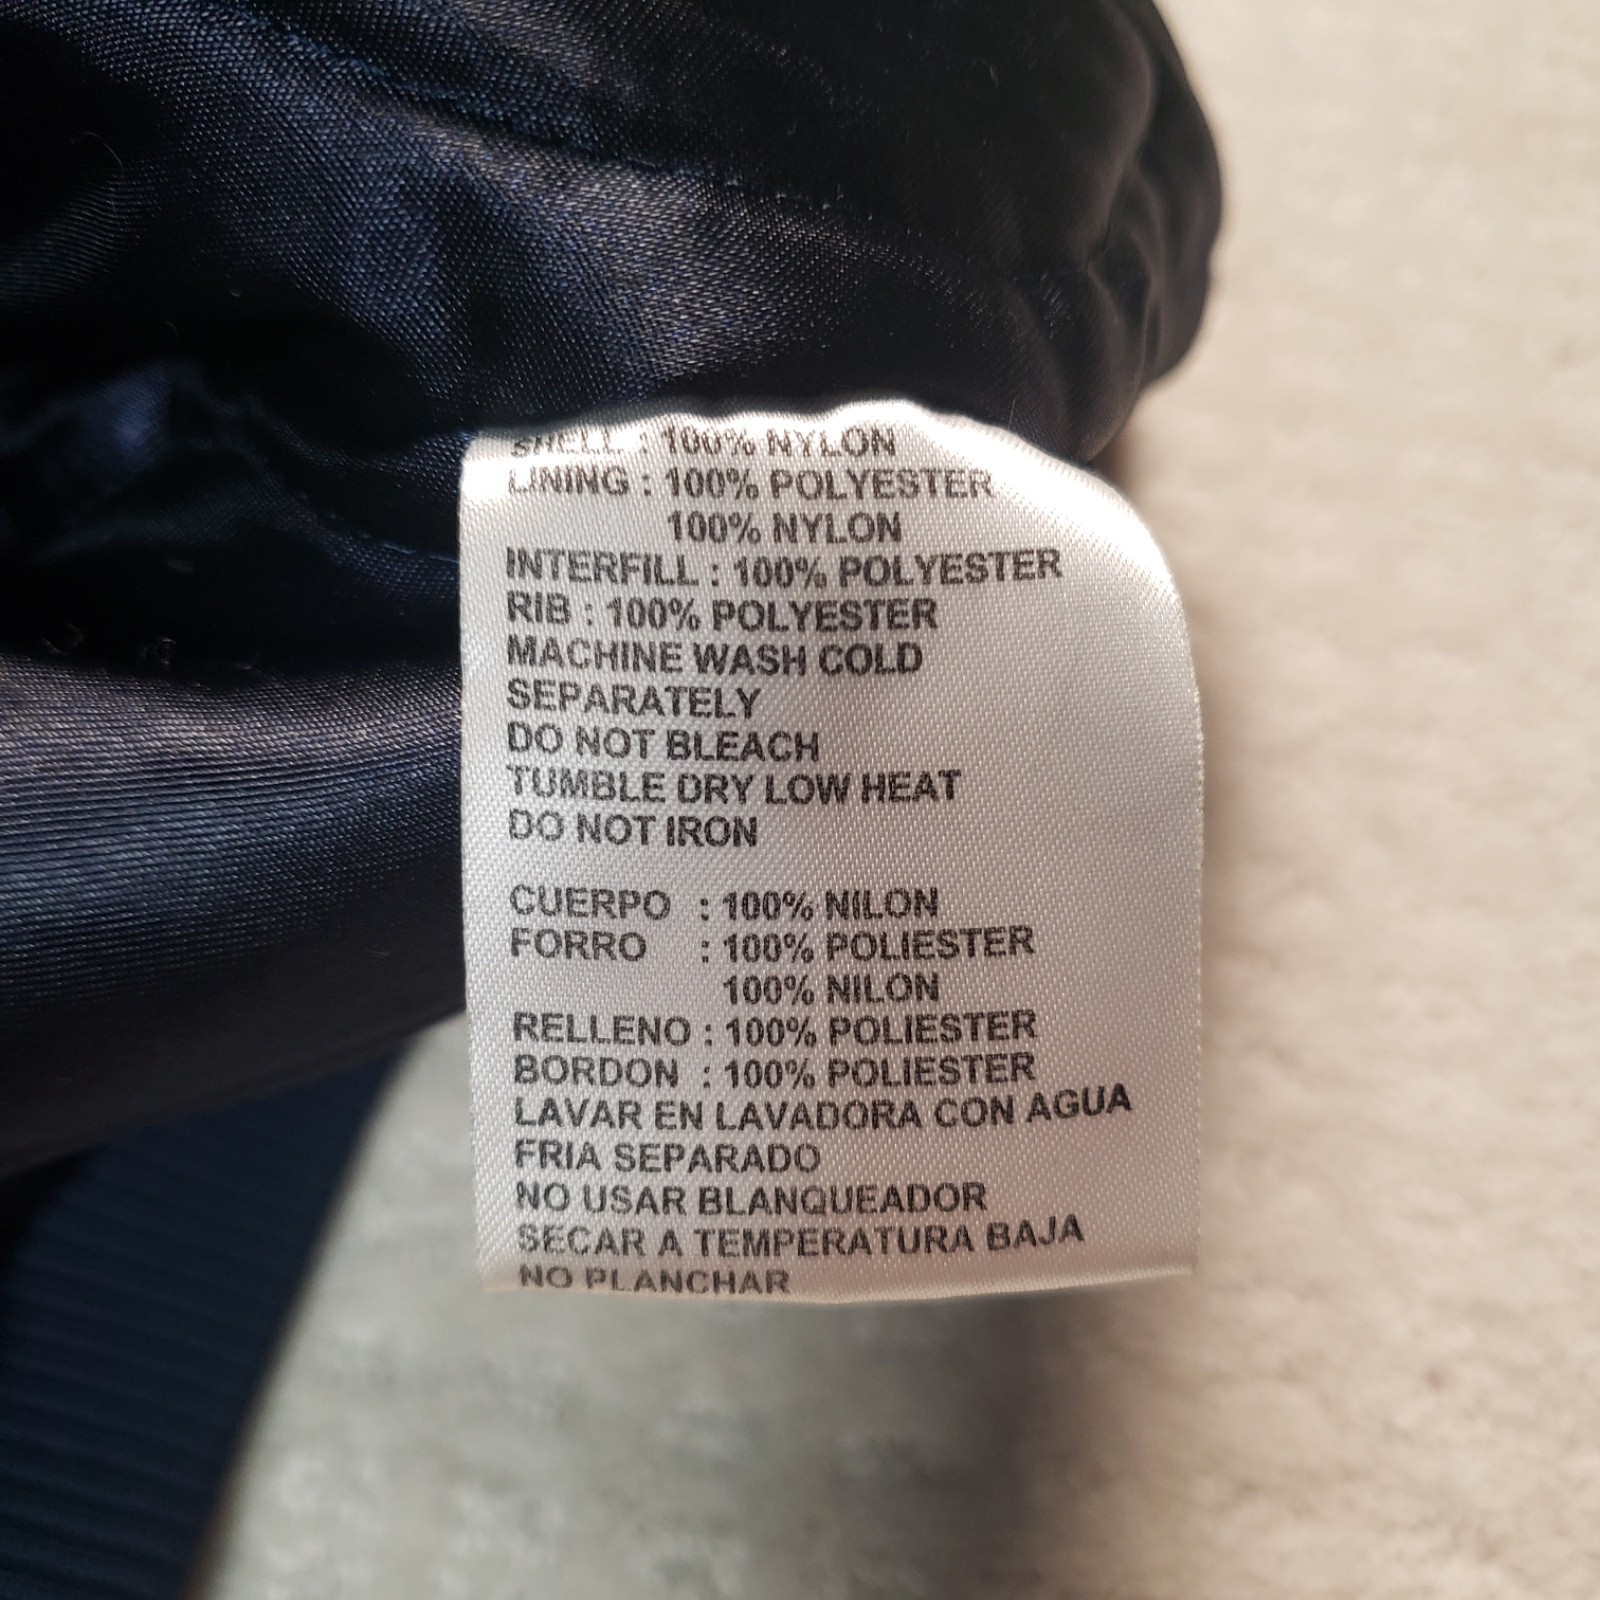 SHELL : 100% NYLON
LINING : 100% POLYESTER
100% NYLON
INTERFILL : 100% POLYESTER
RIB : 100% POLYESTER
MACHINE WASH COLD
SEPARATELY
DO NOT BLEACH
TUMBLE DRY LOW HEAT
DO NOT IRON
CUERPO : 100% NILON
FORRO : 100% POLIESTER
100% NILON
RELLENO : 100% POLIESTER
BORDON : 100% POLIESTER
LAVAR EN LAVADORA CON AGUA
FRIA SEPARADO
NO USAR BLANQUEADOR
SECAR A TEMPERATURA BAJA
NO PLANCHAR